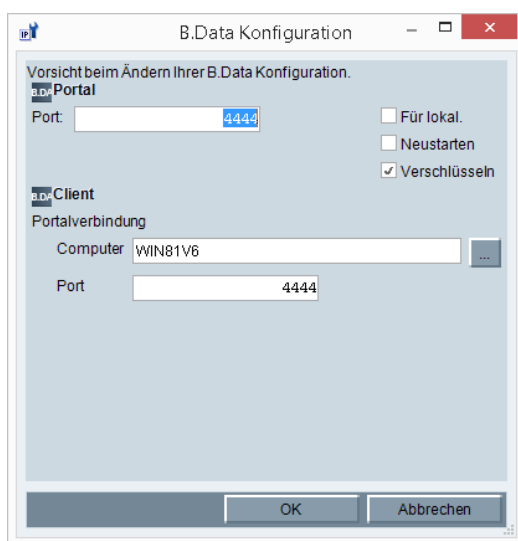 B.Data Konfiguration
Vorsicht beim Ändern Ihrer B.Data Konfiguration.
Portal
Port: 4444
Für lokal.
Neustarten
Verschlüseln
Client
Portalverbindung
Computer WIN81V6 ...
Port 4444
OK Abbrechen